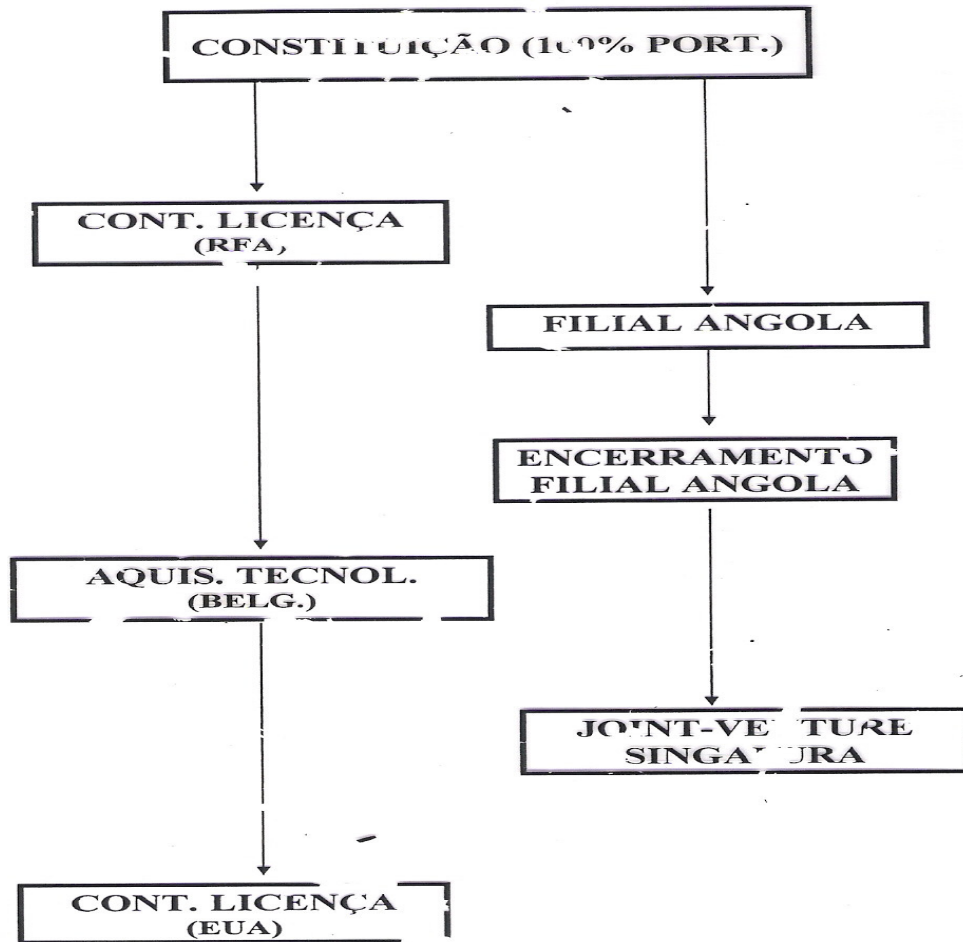 CONSTITUIÇÃO (100% PORT.)
CONT. LICENÇA
(RFA)
FILIAL ANGOLA
ENCERRAMENTO
FILIAL ANGOLA
AQUIS. TECNOL.
(BELG.)
JOINT-VENTURE
SINGAPURA
CONT. LICENÇA
(EUA)